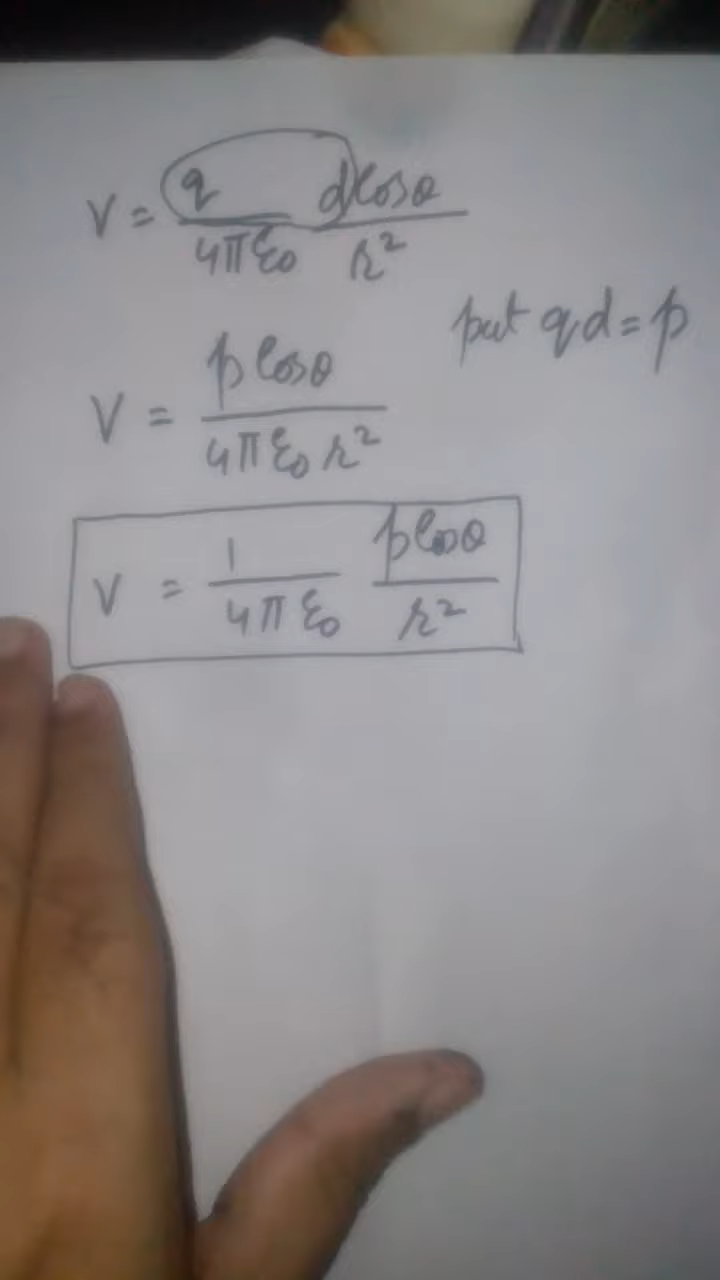 V = q/4πε₀ dcosθ/r²
put qd = p
V = pcosθ/4πε₀r²
V = 1/4πε₀ pcosθ/r²